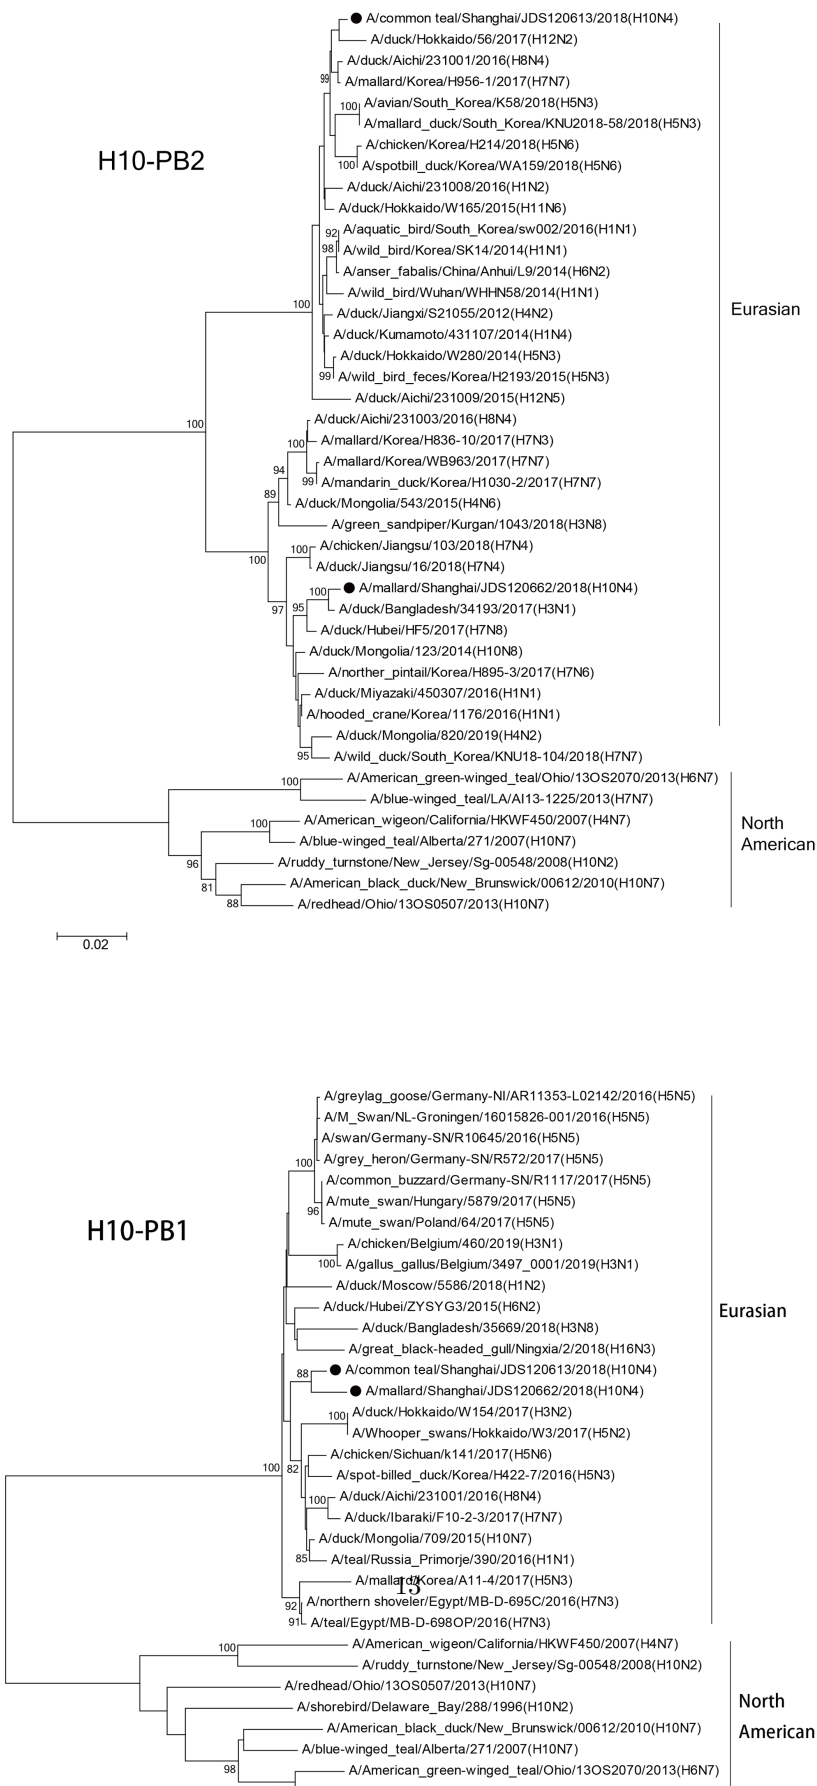 A/common teal/Shanghai/JDS120613/2018(H10N4)
A/duck/Hokkaido/56/2017(H12N2)
A/duck/Aichi/231001/2016(H8N4)
99
A/mallard/Korea/H956-1/2017(H7N7)
A/avian/South_Korea/K58/2018(H5N3)
100
A/mallard_duck/South_Korea/KNU2018-58/2018(H5N3)
A/chicken/Korea/H214/2018(H5N6)
H10-PB2
100
A/spotbill_duck/Korea/WA159/2018(H5N6)
A/duck/Aichi/231008/2016(H1N2)
A/duck/Hokkaido/W165/2015(H11N6)
A/aquatic_bird/South_Korea/sw002/2016(H1N1)
92
A/wild_bird/Korea/SK14/2014(H1N1)
98
A/anser_fabalis/China/Anhui/L9/2014(H6N2)
A/wild_bird/Wuhan/WHHN58/2014(H1N1)
100
Eurasian
A/duck/Jiangxi/S21055/2012(H4N2)
A/duck/Kumamoto/431107/2014(H1N4)
A/duck/Hokkaido/W280/2014(H5N3)
99
A/wild_bird_feces/Korea/H2193/2015(H5N3)
A/duck/Aichi/231009/2015(H12N5)
A/duck/Aichi/231003/2016(H8N4)
100
A/mallard/Korea/H836-10/2017(H7N3)
100
A/mallard/Korea/WB963/2017(H7N7)
94
A/mandarin_duck/Korea/H1030-2/2017(H7N7)
99
89
A/duck/Mongolia/543/2015(H4N6)
A/green_sandpiper/Kurgan/1043/2018(H3N8)
A/chicken/Jiangsu/103/2018(H7N4)
100
100
A/duck/Jiangsu/16/2018(H7N4)
A/mallard/Shanghai/JDS120662/2018(H10N4)
100
A/duck/Bangladesh/34193/2017(H3N1)
97
95
A/duck/Hubei/HF5/2017(H7N8)
A/duck/Mongolia/123/2014(H10N8)
A/norther_pintail/Korea/H895-3/2017(H7N6)
A/duck/Miyazaki/450307/2016(H1N1)
A/hooded_crane/Korea/1176/2016(H1N1)
A/duck/Mongolia/820/2019(H4N2)
95
A/wild_duck/South_Korea/KNU18-104/2018(H7N7)
A/American_green-winged_teal/Ohio/13OS2070/2013(H6N7)
100
A/blue-winged_teal/LA/AI13-1225/2013(H7N7)
A/American_wigeon/California/HKWF450/2007(H4N7)
100
North
American
A/blue-winged_teal/Alberta/271/2007(H10N7)
96
A/ruddy_turnstone/New_Jersey/Sg-00548/2008(H10N2)
81
A/American_black_duck/New_Brunswick/00612/2010(H10N7)
88
A/redhead/Ohio/13OS0507/2013(H10N7)
0.02
A/greylag_goose/Germany-NI/AR11353-L02142/2016(H5N5)
A/M_Swan/NL-Groningen/16015826-001/2016(H5N5)
A/swan/Germany-SN/R10645/2016(H5N5)
100
A/grey_heron/Germany-SN/R572/2017(H5N5)
A/common_buzzard/Germany-SN/R1117/2017(H5N5)
A/mute_swan/Hungary/5879/2017(H5N5)
96
H10-PB1
A/mute_swan/Poland/64/2017(H5N5)
A/chicken/Belgium/460/2019(H3N1)
100
A/gallus_gallus/Belgium/3497_0001/2019(H3N1)
A/duck/Moscow/5586/2018(H1N2)
A/duck/Hubei/ZYSYG3/2015(H6N2)
Eurasian
A/duck/Bangladesh/35669/2018(H3N8)
A/great_black-headed_gull/Ningxia/2/2018(H16N3)
A/common teal/Shanghai/JDS120613/2018(H10N4)
88
A/mallard/Shanghai/JDS120662/2018(H10N4)
A/duck/Hokkaido/W154/2017(H3N2)
100
A/Whooper_swans/Hokkaido/W3/2017(H5N2)
A/chicken/Sichuan/k141/2017(H5N6)
100
82
A/spot-billed_duck/Korea/H422-7/2016(H5N3)
A/duck/Aichi/231001/2016(H8N4)
100
A/duck/Ibaraki/F10-2-3/2017(H7N7)
A/duck/Mongolia/709/2015(H10N7)
85
A/teal/Russia_Primorje/390/2016(H1N1)
A/mallard/Korea/A11-4/2017(H5N3)
13
92
A/northern shoveler/Egypt/MB-D-695C/2016(H7N3)
91
A/teal/Egypt/MB-D-698OP/2016(H7N3)
A/American_wigeon/California/HKWF450/2007(H4N7)
100
A/ruddy_turnstone/New_Jersey/Sg-00548/2008(H10N2)
A/redhead/Ohio/13OS0507/2013(H10N7)
North
American
A/shorebird/Delaware_Bay/288/1996(H10N2)
A/American_black_duck/New_Brunswick/00612/2010(H10N7)
A/blue-winged_teal/Alberta/271/2007(H10N7)
98
A/American_green-winged_teal/Ohio/13OS2070/2013(H6N7)